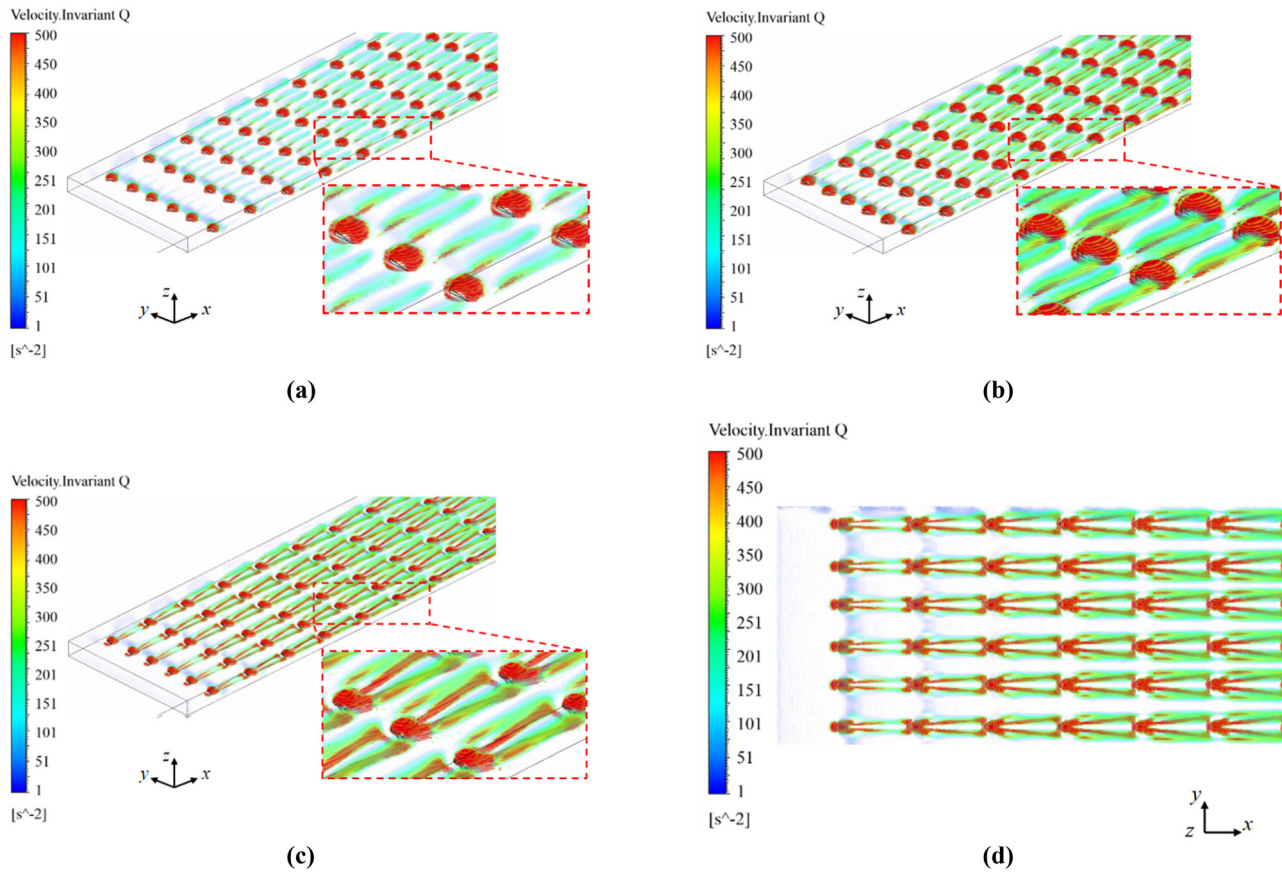 Velocity.Invariant Q
500
450
400
350
300
251
201
151
101
51
1
[s^-2]
z
y
x
(a)
Velocity.Invariant Q
500
450
400
350
300
251
201
151
101
51
1
[s^-2]
z
y
x
(b)
Velocity.Invariant Q
500
450
400
350
300
251
201
151
101
51
1
[s^-2]
z
y
x
(c)
Velocity.Invariant Q
500
450
400
350
300
251
201
151
101
51
1
[s^-2]
y
z
x
(d)